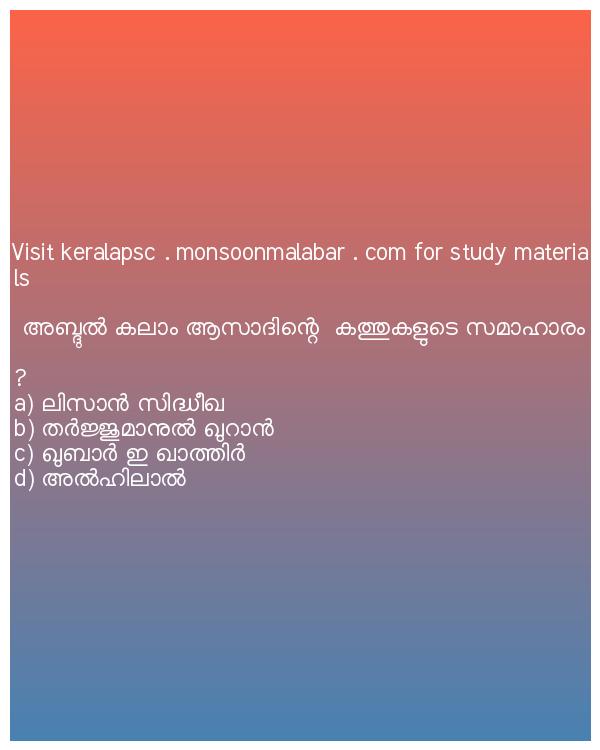 Visit keralapsc . monsoonmalabar . com for study materia
ls
അബ്ദുൽ കലാം ആസാദിന്റെ കത്തുകളുടെ സമാഹാരം
?
a) ലിസാൻ സിദ്ധീഖ
b) തർജ്ജുമാനുൽ ഖുറാൻ
c) ഖുബാർ ഇ ഖാത്തിർ
d) അൽഹിലാൽ